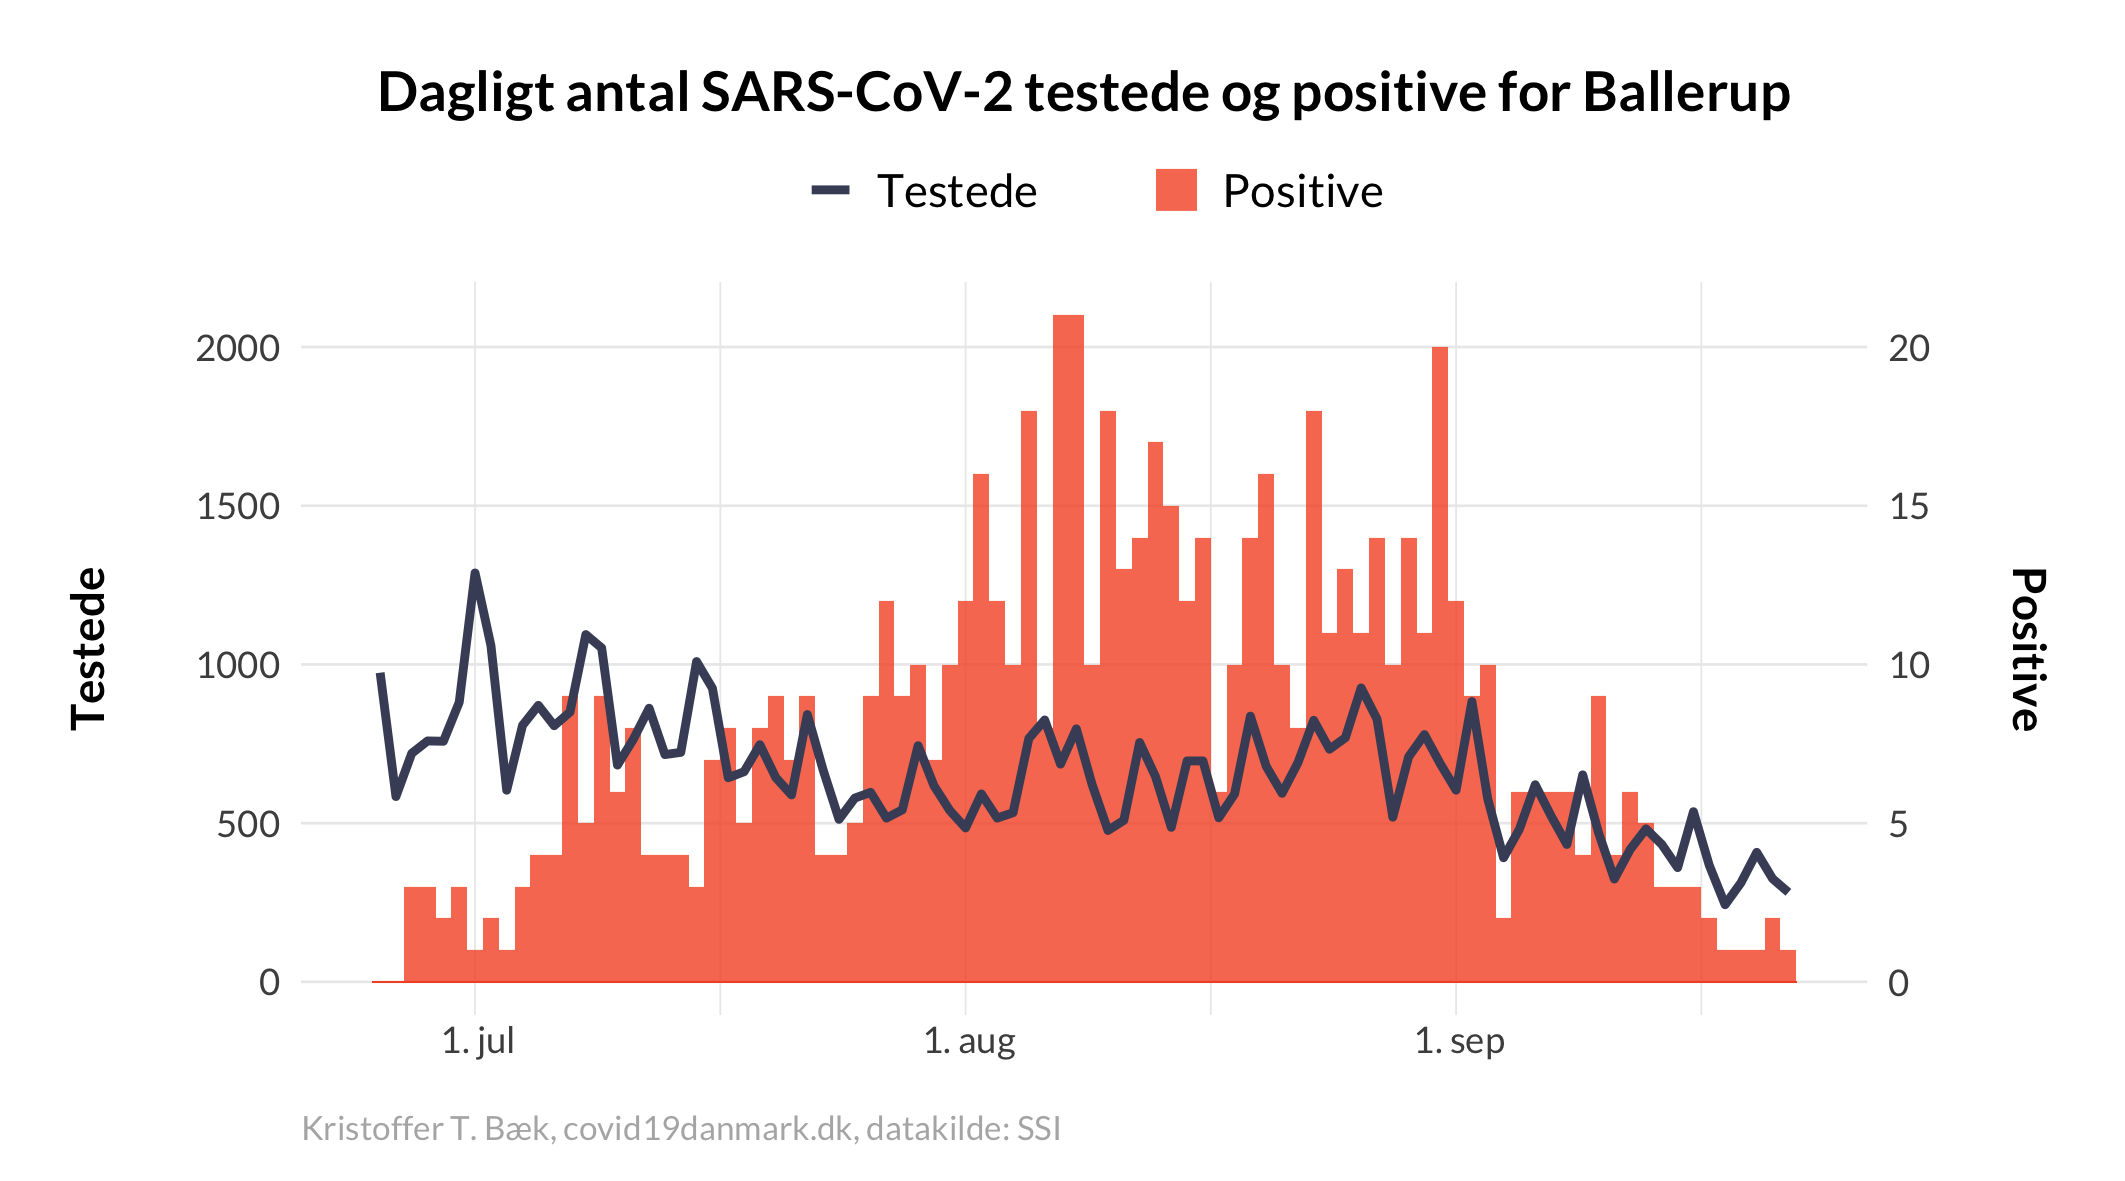 Dagligt antal SARS-CoV-2 testede og positive for Ballerup
Testede
Positive
2000
1500
1000
500
0
20
15
10
5
0
Testede
Positive
1. jul
1. aug
1. sep
Kristoffer T. Bæk, covid19danmark.dk, datakilde: SSI